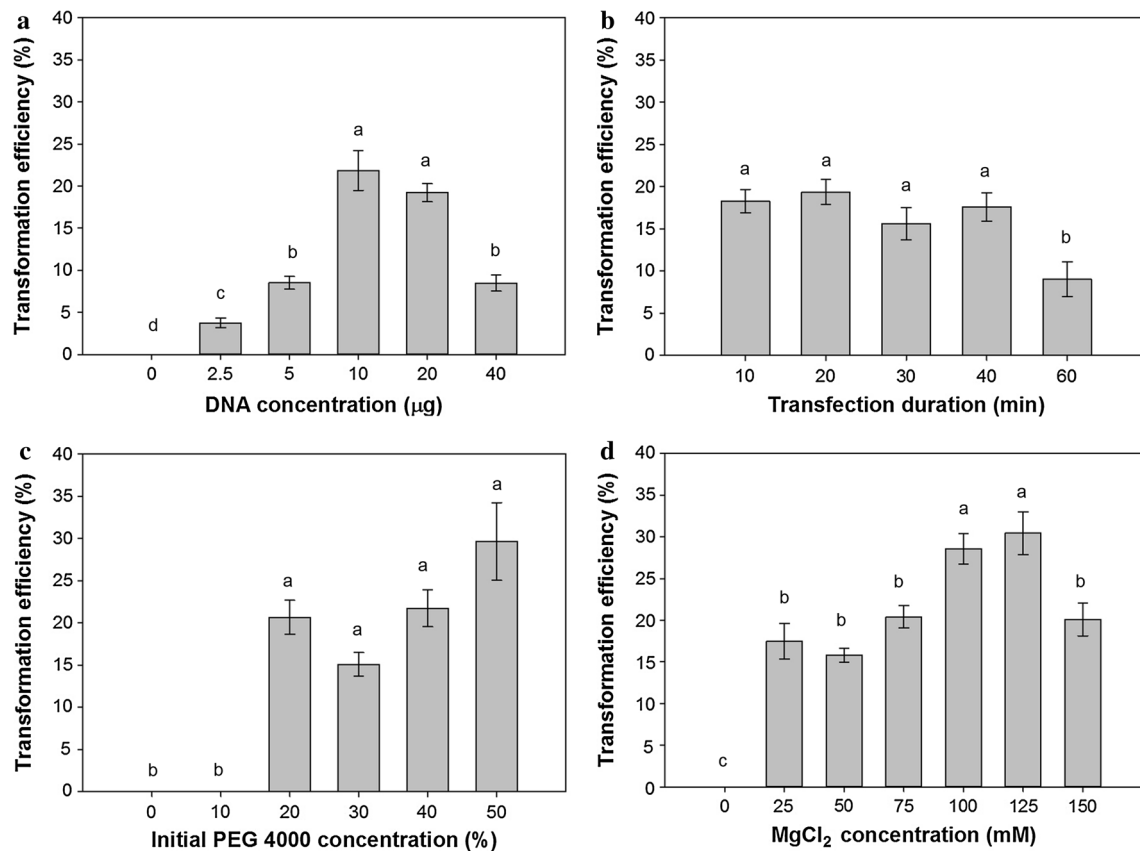 a
Transformation efficiency (%)
40
35
30
25
20
15
10
5
0
d
c
b
a
a
b
0 2.5 5 10 20 40
DNA concentration (μg)
b
Transformation efficiency (%)
40
35
30
25
20
15
10
5
0
a
a
a
a
b
10 20 30 40 60
Transfection duration (min)
c
Transformation efficiency (%)
40
35
30
25
20
15
10
5
0
b
b
a
a
a
a
0 10 20 30 40 50
Initial PEG 4000 concentration (%)
d
Transformation efficiency (%)
40
35
30
25
20
15
10
5
0
c
b
b
b
a
a
b
0 25 50 75 100 125 150
MgCl₂ concentration (mM)